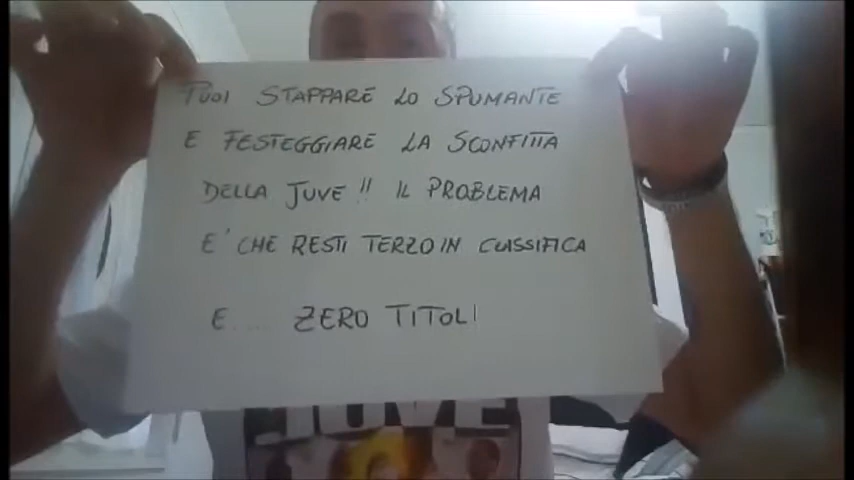 PUOI STAPPARE LO SPUMANTE
E FESTEGGIARE LA SCONFITTA
DELLA JUVE !! IL PROBLEMA
E' CHE RESTI TERZO IN CLASSIFICA
E.... ZERO TITOLI